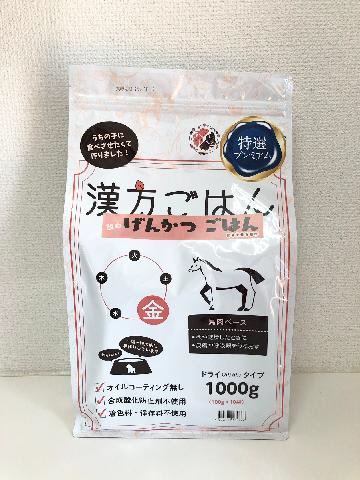 うちの子に
食べさせたくて
作りました！
特選
プレミアム
漢方ごはん
げんかつ ごはん
火
土
金
水
木
馬肉ベース
ドライ タイプ
1000g
(100g×10袋)
オイルコーティング無し
合成酸化防止剤不使用
着色料・保存料不使用